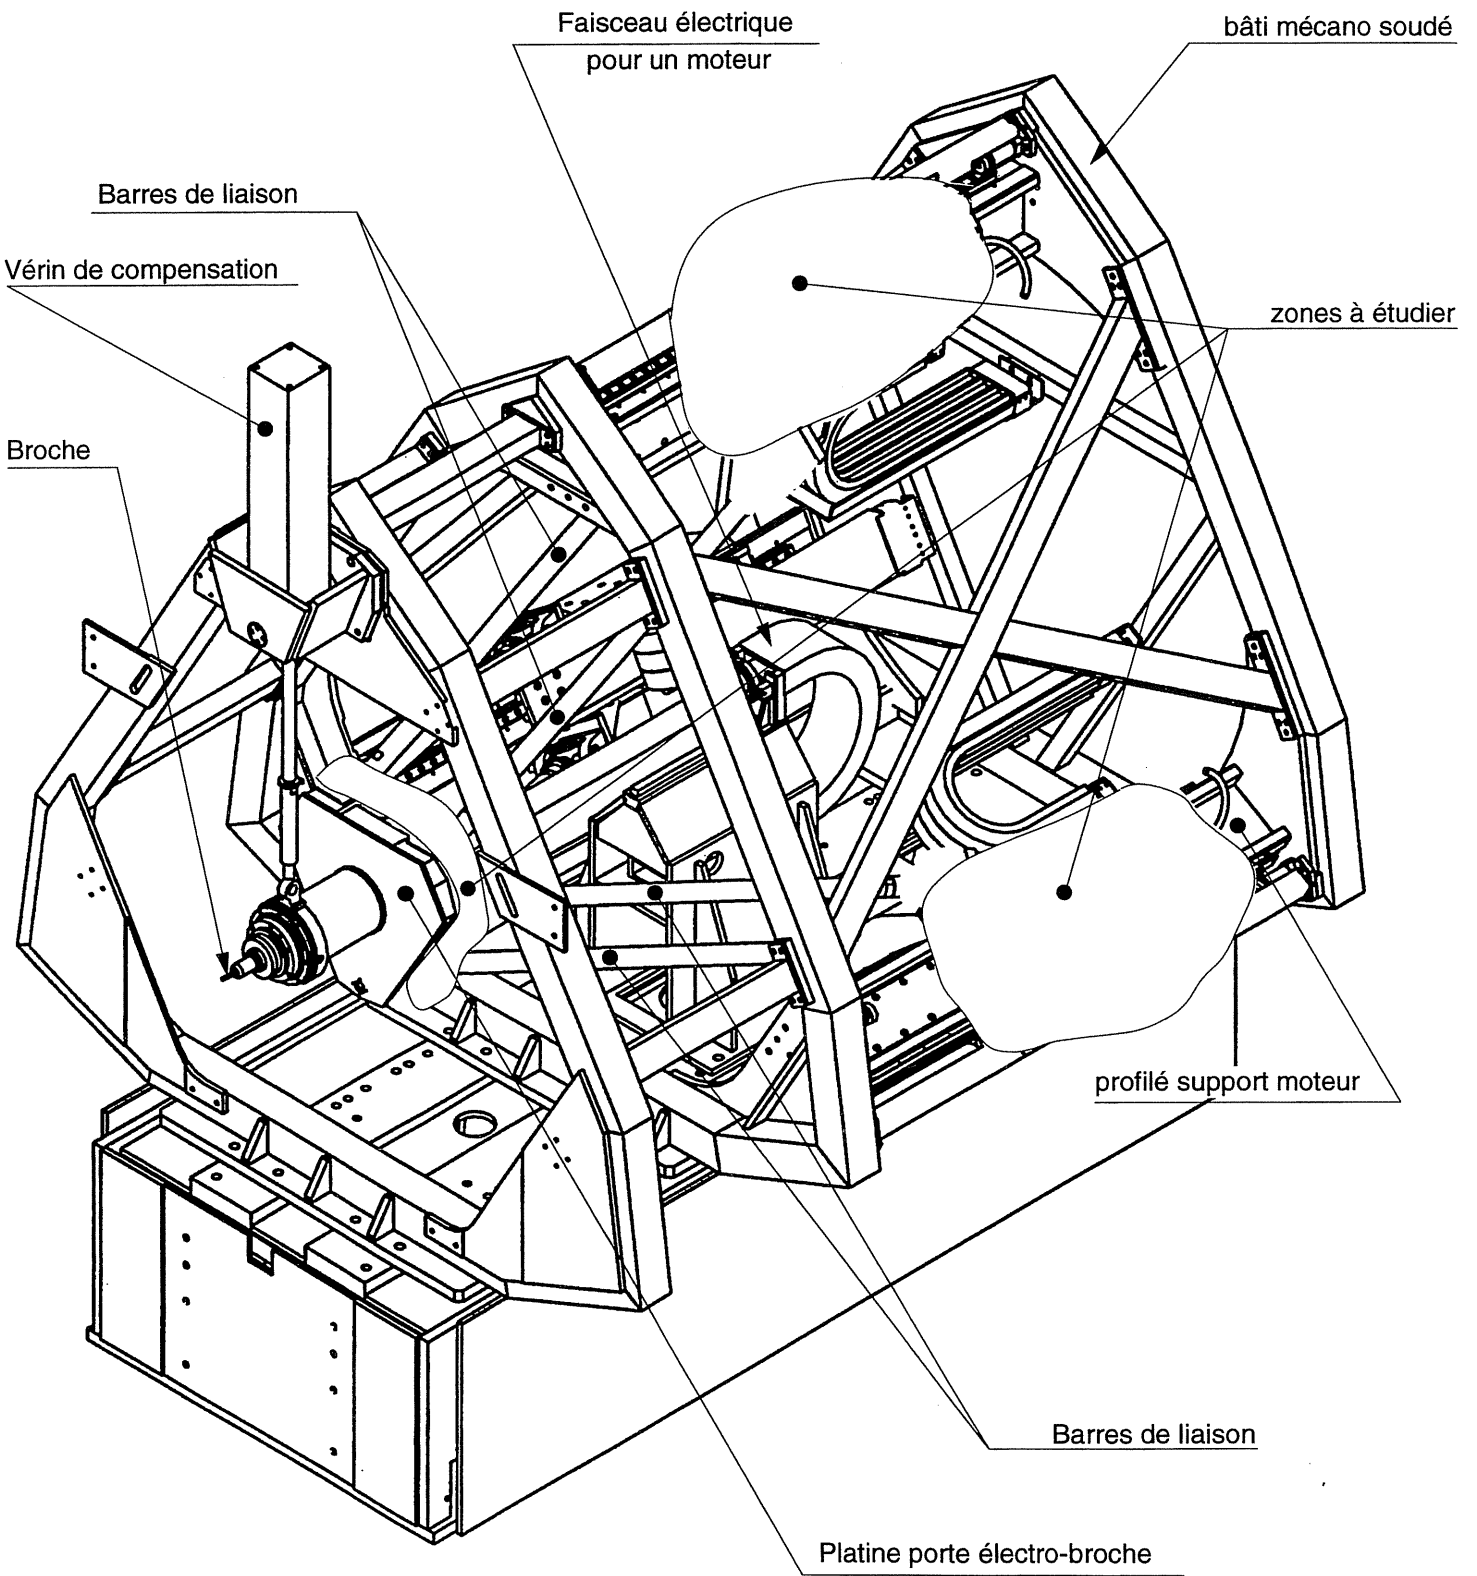 Faisceau électrique
pour un moteur
bâti mécano soudé
Barres de liaison
Vérin de compensation
zones à étudier
Broche
profilé support moteur
Barres de liaison
Platine porte électro-broche